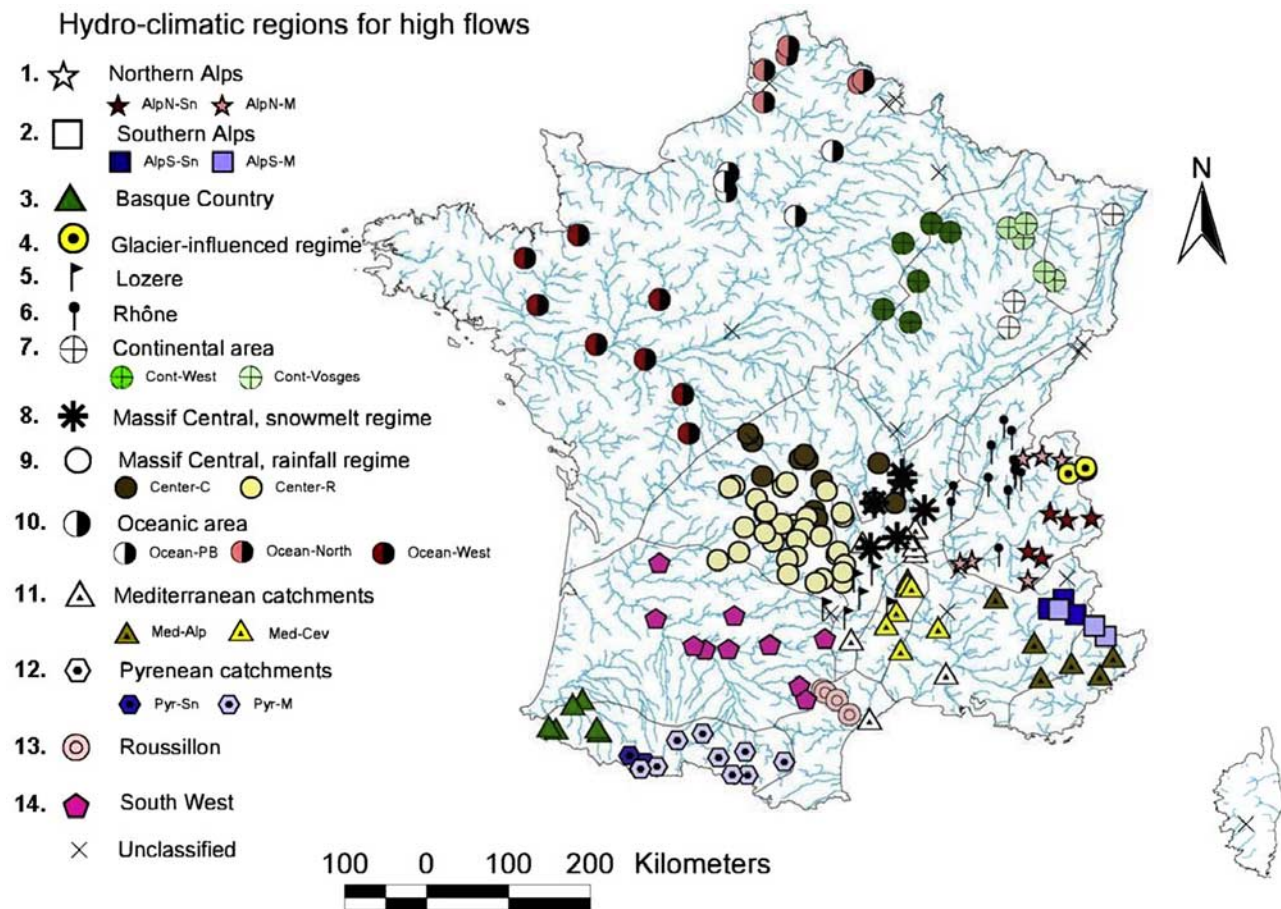 Hydro-climatic regions for high flows
1. Northern Alps
AlpN-Sn AlpN-M
2. Southern Alps
AlpS-Sn AlpS-M
3. Basque Country
4. Glacier-influenced regime
5. Lozere
6. Rhône
7. Continental area
Cont-West Cont-Vosges
8. Massif Central, snowmelt regime
9. Massif Central, rainfall regime
Center-C Center-R
10. Oceanic area
Ocean-PB Ocean-North Ocean-West
11. Mediterranean catchments
Med-Alp Med-Cev
12. Pyrenean catchments
Pyr-Sn Pyr-M
13. Roussillon
14. South West
Unclassified
N
100 0 100 200 Kilometers